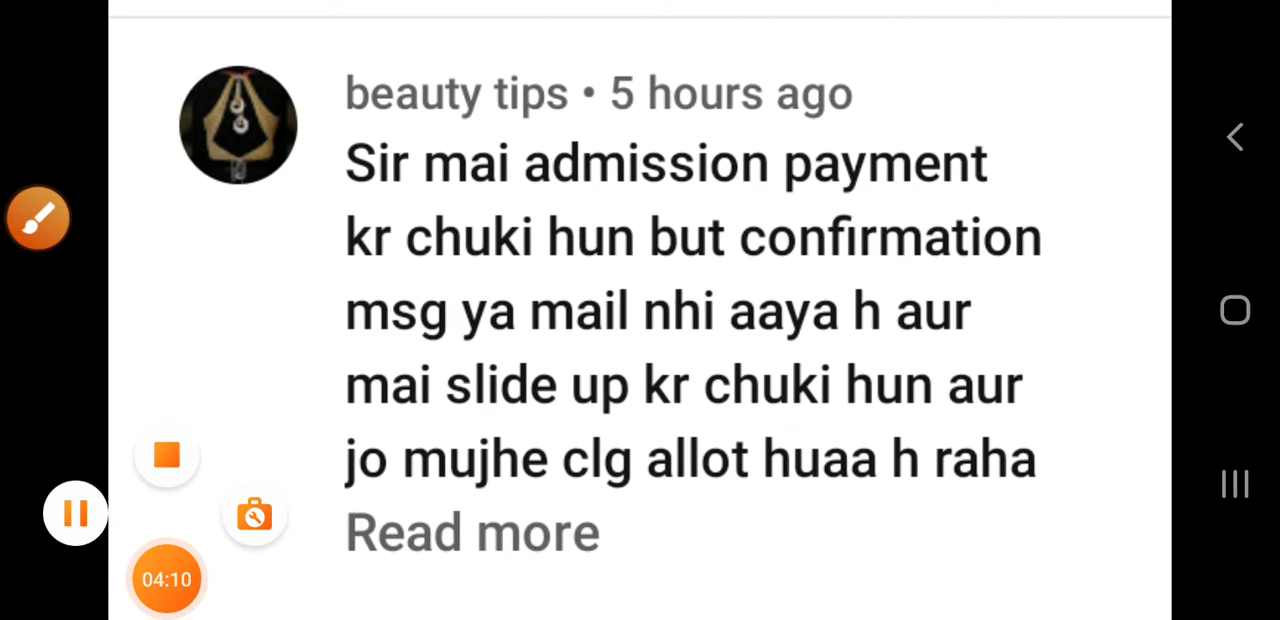 beauty tips • 5 hours ago
Sir mai admission payment
kr chuki hun but confirmation
msg ya mail nhi aaya h aur
mai slide up kr chuki hun aur
jo mujhe clg allot huaa h raha
Read more
04:10